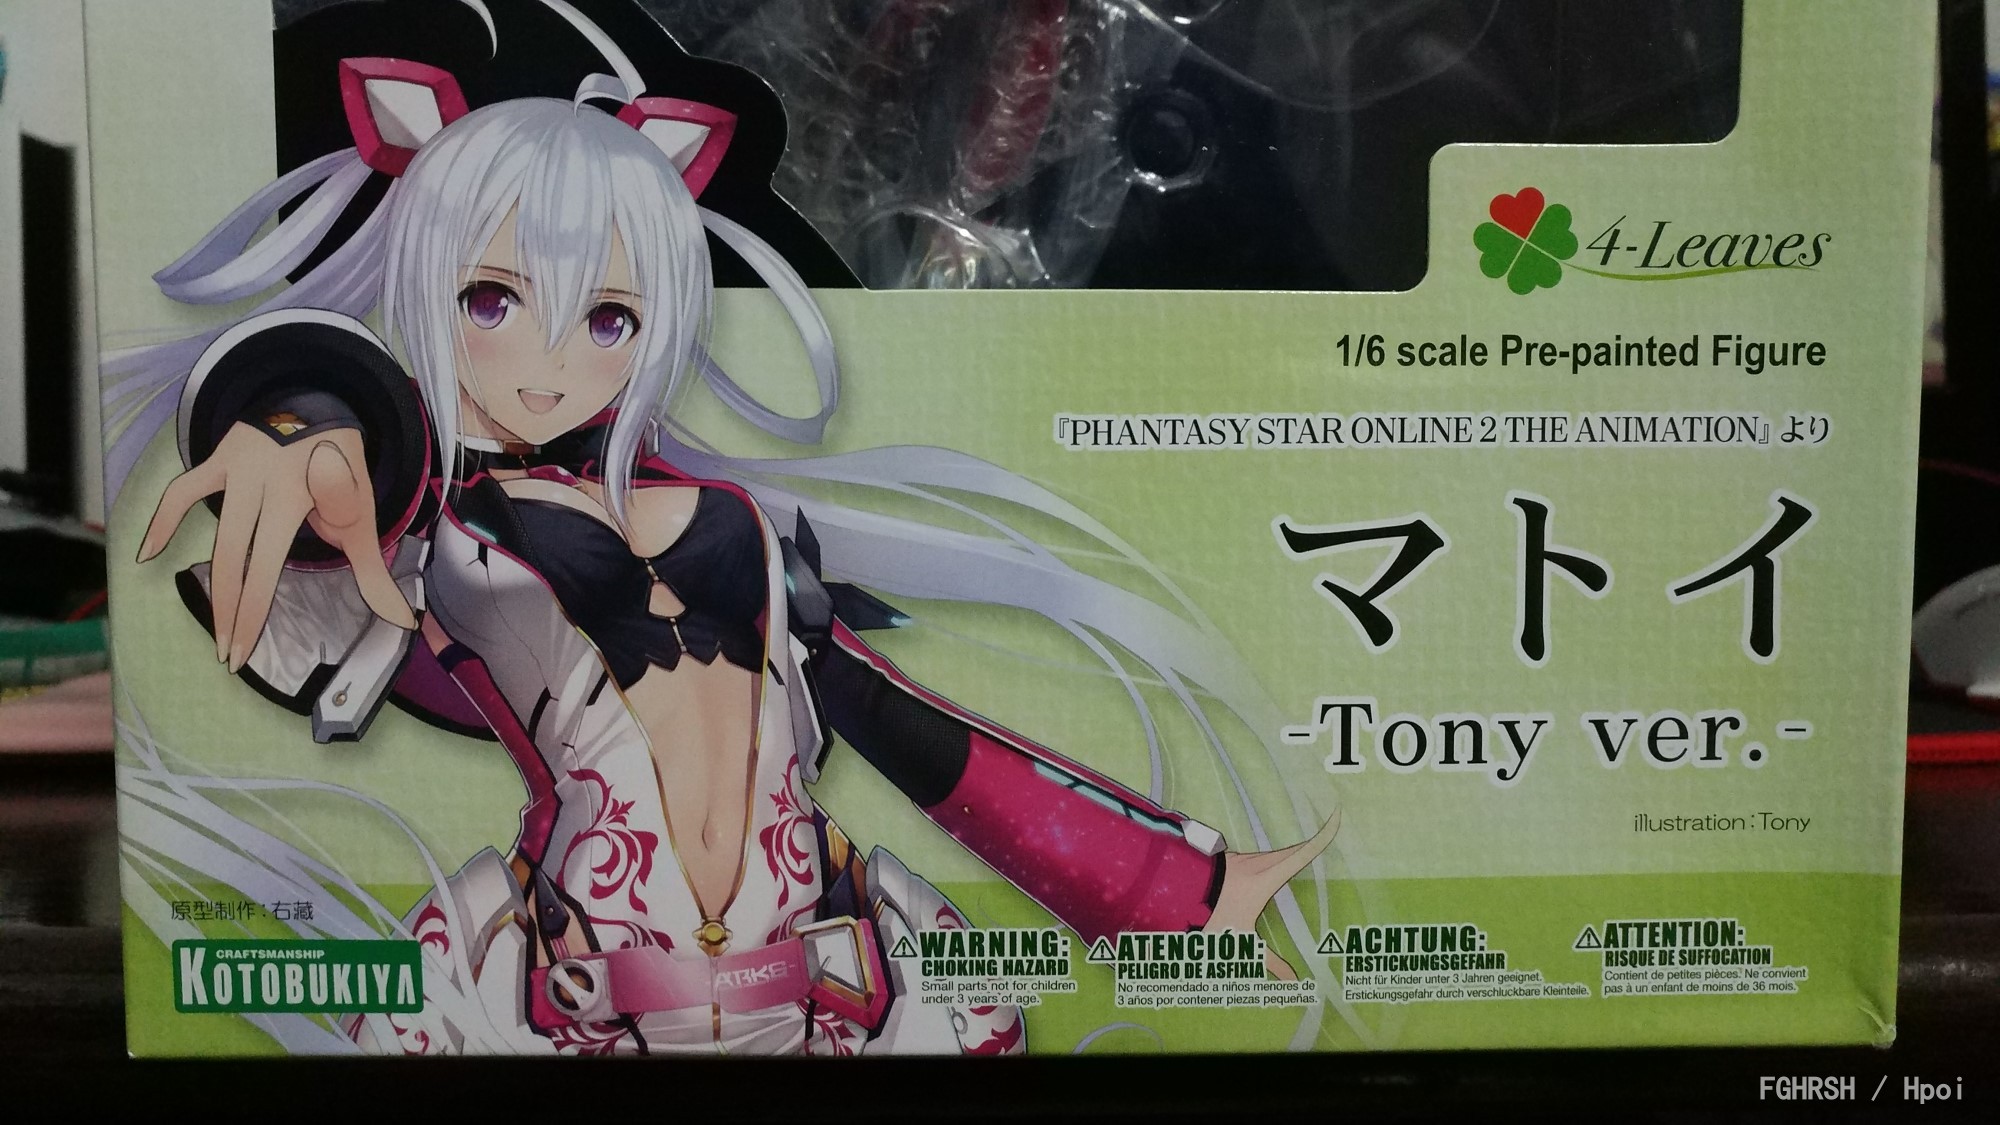 4-Leaves
1/6 scale Pre-painted Figure
『PHANTASY STAR ONLINE 2 THE ANIMATION』より
マトイ
-Tony ver.-
illustration:Tony
原型制作:右藏
CRAFTSMANSHIP
KOTOBUKIYA
ARKS-
WARNING:
CHOKING HAZARD
Small parts not for children
under 3 years of age.
ATENCIÓN:
PELIGRO DE ASFIXIA
No recomendado a niños menores de
3 años por contener piezas pequeñas.
ACHTUNG:
ERSTICKUNGSGEFAHR
Nicht für Kinder unter 3 Jahren geeignet.
Erstickungsgefahr durch verschluckbare Kleinteile.
ATTENTION:
RISQUE DE SUFFOCATION
Contient de petites pièces. Ne convient
pas à un enfant de moins de 36 mois.
FGHRSH / Hpoi